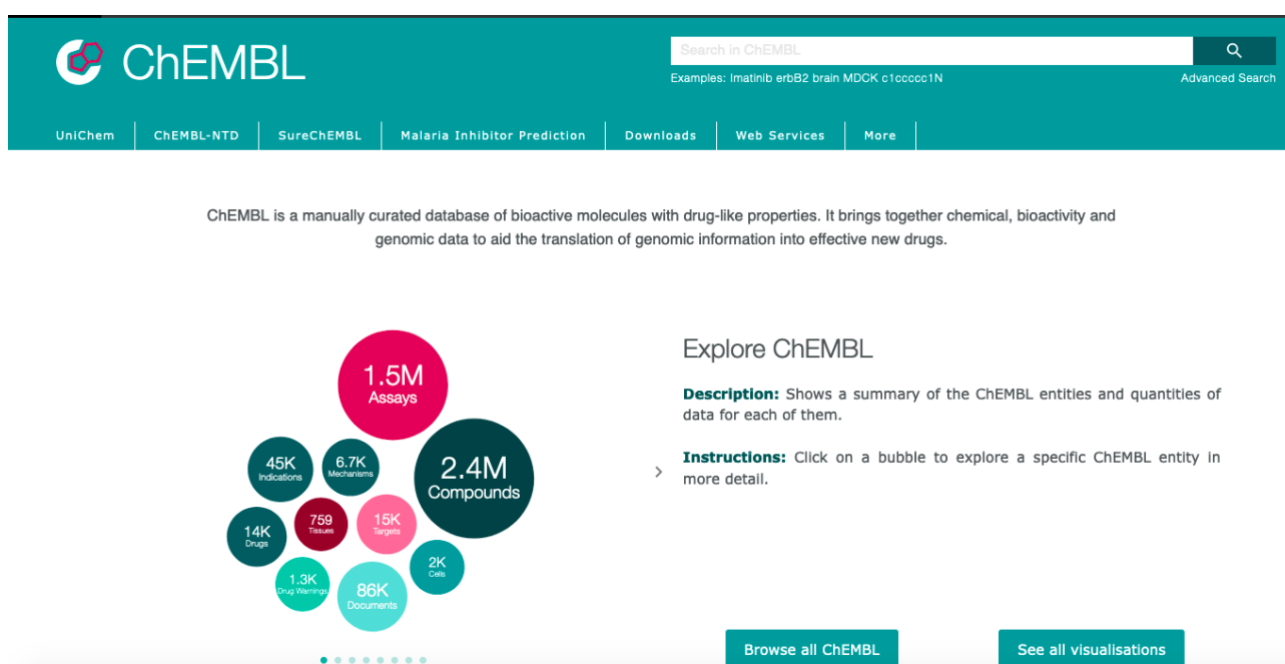 ChEMBL
Search in ChEMBL
Examples: Imatinib erbB2 brain MDCK c1ccccc1N
Advanced Search
UniChem
ChEMBL-NTD
SureChEMBL
Malaria Inhibitor Prediction
Downloads
Web Services
More
ChEMBL is a manually curated database of bioactive molecules with drug-like properties. It brings together chemical, bioactivity and
genomic data to aid the translation of genomic information into effective new drugs.
1.5M
Assays
45K
Indications
6.7K
Mechanisms
2.4M
Compounds
14K
Drugs
759
Tissues
15K
Targets
2K
Cells
1.3K
Drug Warnings
86K
Documents
Explore ChEMBL
Description: Shows a summary of the ChEMBL entities and quantities of
data for each of them.
Instructions: Click on a bubble to explore a specific ChEMBL entity in
more detail.
Browse all ChEMBL
See all visualisations